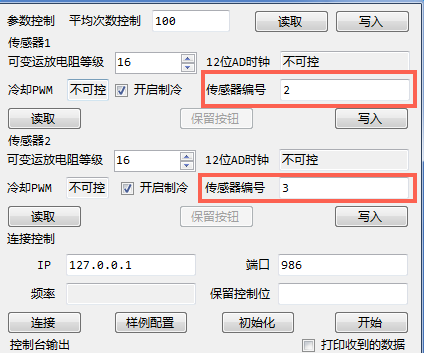 参数控制 平均次数控制 100 读取 写入
传感器1
可变运放电阻等级 16 12位AD时钟 不可控
冷却PWM 不可控 开启制冷 传感器编号 2
读取 保留按钮 写入
传感器2
可变运放电阻等级 16 12位AD时钟 不可控
冷却PWM 不可控 开启制冷 传感器编号 3
读取 保留按钮 写入
连接控制
IP 127.0.0.1 端口 986
频率 保留控制位
连接 样例配置 初始化 开始
控制台输出 打印收到的数据